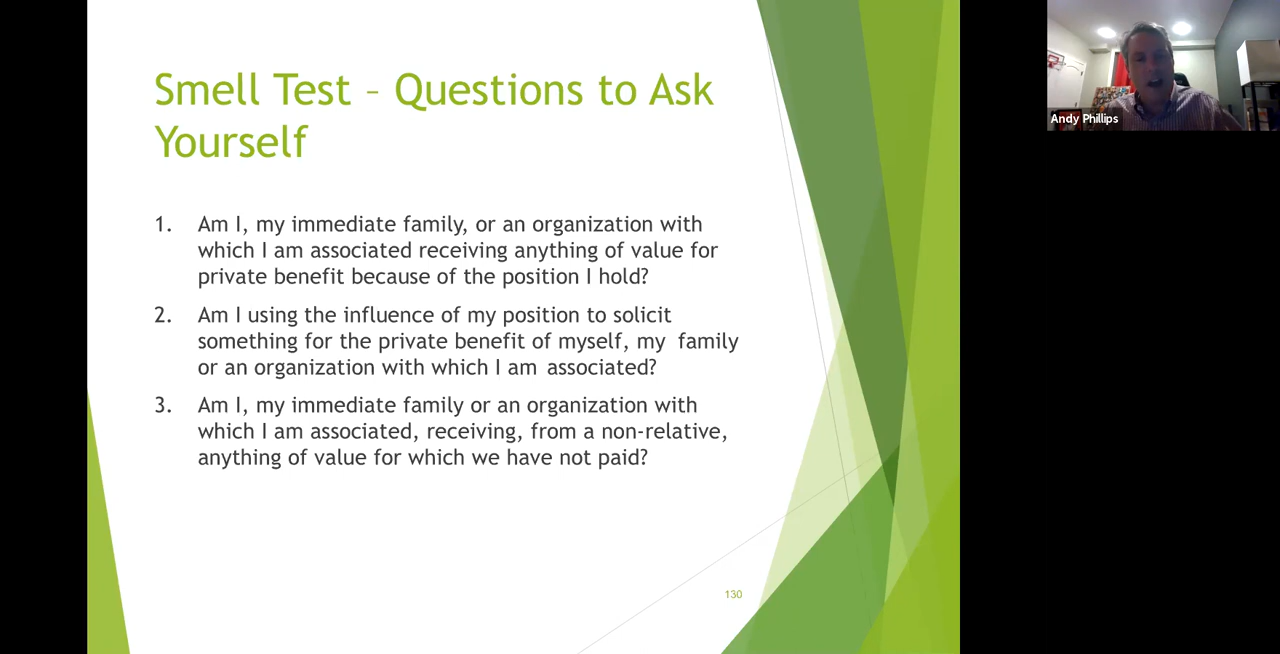 Smell Test – Questions to Ask
Yourself
1. Am I, my immediate family, or an organization with
which I am associated receiving anything of value for
private benefit because of the position I hold?
2. Am I using the influence of my position to solicit
something for the private benefit of myself, my family
or an organization with which I am associated?
3. Am I, my immediate family or an organization with
which I am associated, receiving, from a non-relative,
anything of value for which we have not paid?
130
Andy Phillips